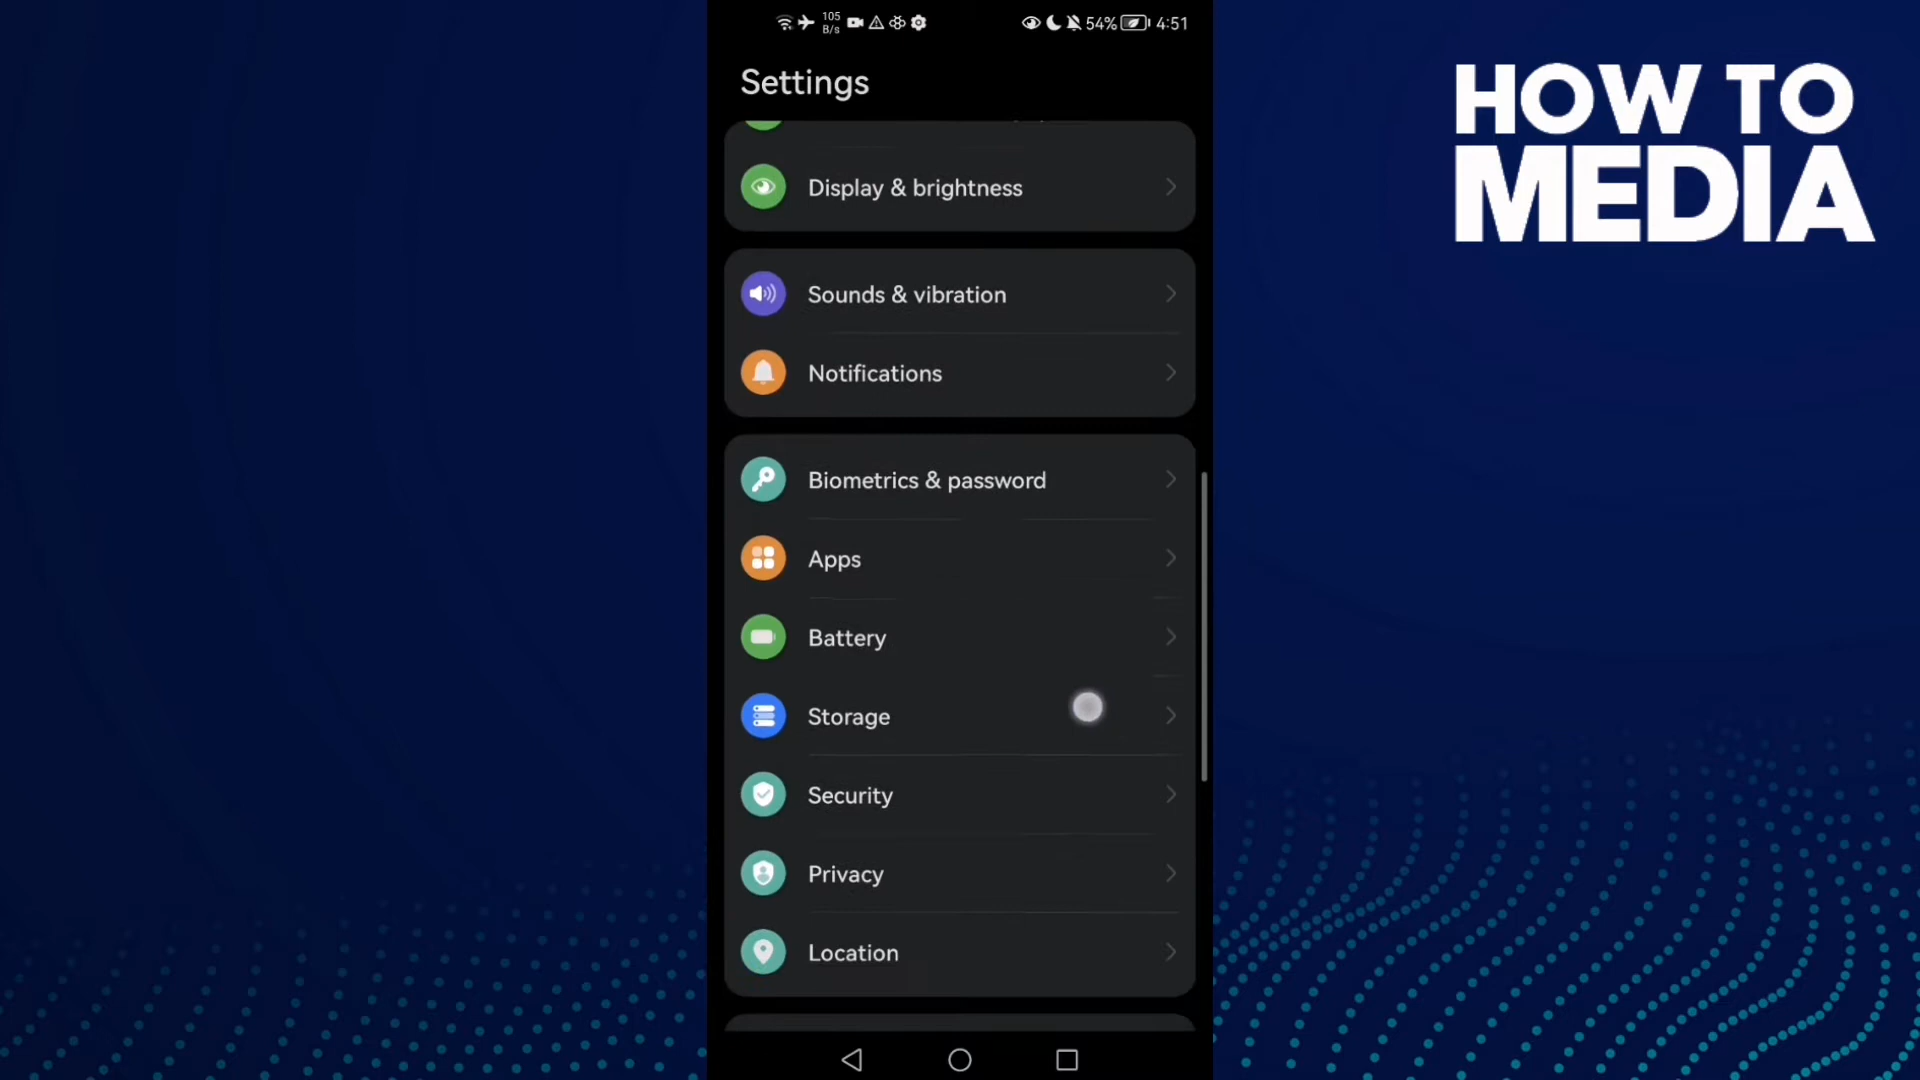 105
B/s
54%
4:51
Settings
HOW TO
MEDIA
Display & brightness
Sounds & vibration
Notifications
Biometrics & password
Apps
Battery
Storage
Security
Privacy
Location